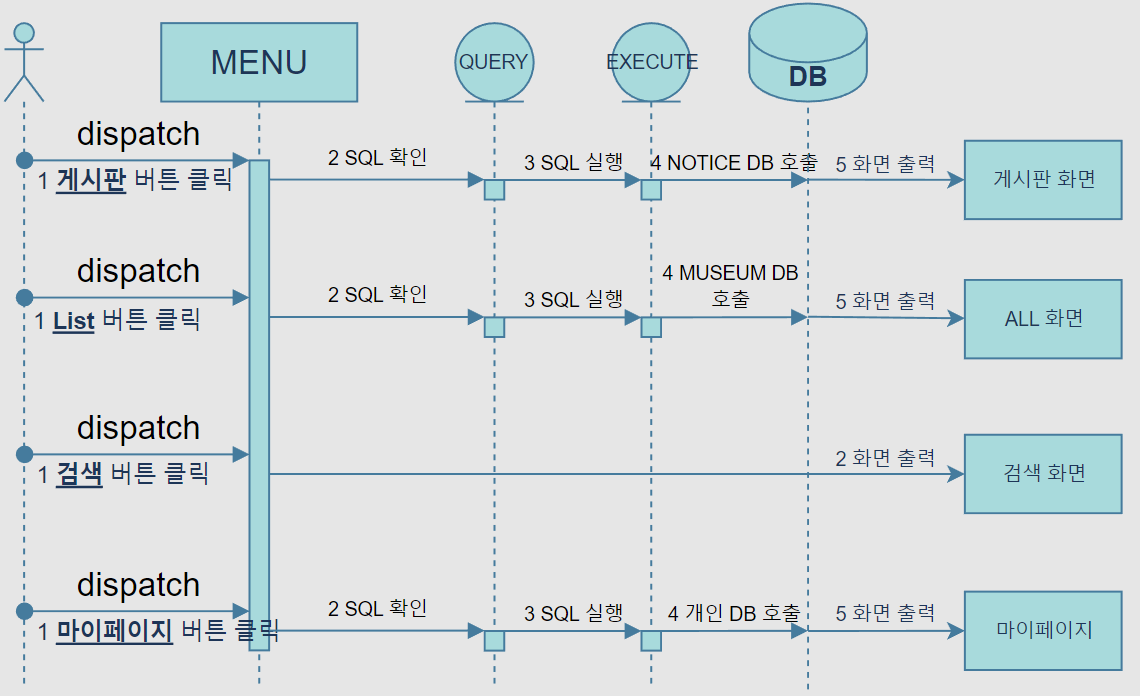 MENU
QUERY
EXECUTE
DB
dispatch
1 게시판 버튼 클릭
2 SQL 확인
3 SQL 실행
4 NOTICE DB 호출
5 화면 출력
게시판 화면
dispatch
1 List 버튼 클릭
2 SQL 확인
3 SQL 실행
4 MUSEUM DB
호출
5 화면 출력
ALL 화면
dispatch
1 검색 버튼 클릭
2 화면 출력
검색 화면
dispatch
1 마이페이지 버튼 클릭
2 SQL 확인
3 SQL 실행
4 개인 DB 호출
5 화면 출력
마이페이지